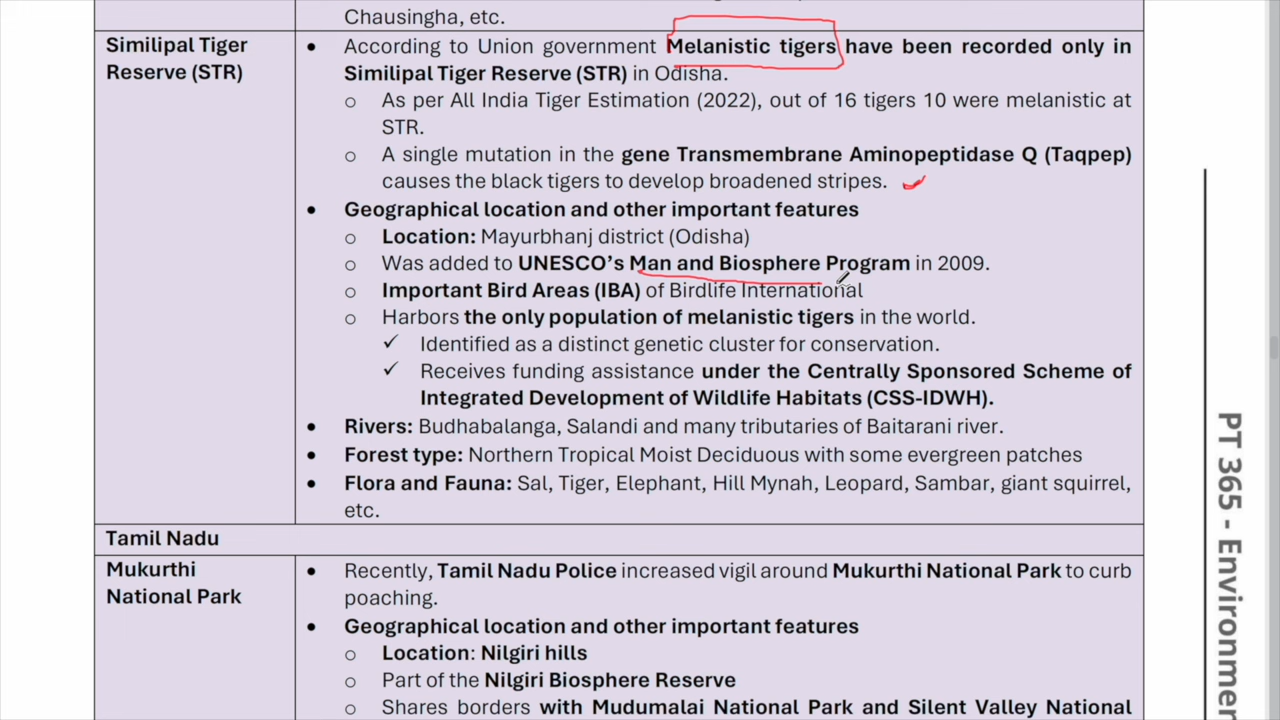 Chausingha, etc.
Similipal Tiger
Reserve (STR)
• According to Union government Melanistic tigers have been recorded only in
Similipal Tiger Reserve (STR) in Odisha.
o As per All India Tiger Estimation (2022), out of 16 tigers 10 were melanistic at
STR.
o A single mutation in the gene Transmembrane Aminopeptidase Q (Taqpep)
causes the black tigers to develop broadened stripes.
• Geographical location and other important features
o Location: Mayurbhanj district (Odisha)
o Was added to UNESCO’s Man and Biosphere Program in 2009.
o Important Bird Areas (IBA) of Birdlife International
o Harbors the only population of melanistic tigers in the world.
✓ Identified as a distinct genetic cluster for conservation.
✓ Receives funding assistance under the Centrally Sponsored Scheme of
Integrated Development of Wildlife Habitats (CSS-IDWH).
• Rivers: Budhabalanga, Salandi and many tributaries of Baitarani river.
• Forest type: Northern Tropical Moist Deciduous with some evergreen patches
• Flora and Fauna: Sal, Tiger, Elephant, Hill Mynah, Leopard, Sambar, giant squirrel,
etc.
Tamil Nadu
Mukurthi
National Park
• Recently, Tamil Nadu Police increased vigil around Mukurthi National Park to curb
poaching.
• Geographical location and other important features
o Location: Nilgiri hills
o Part of the Nilgiri Biosphere Reserve
o Shares borders with Mudumalai National Park and Silent Valley National
PT 365 - Environmen